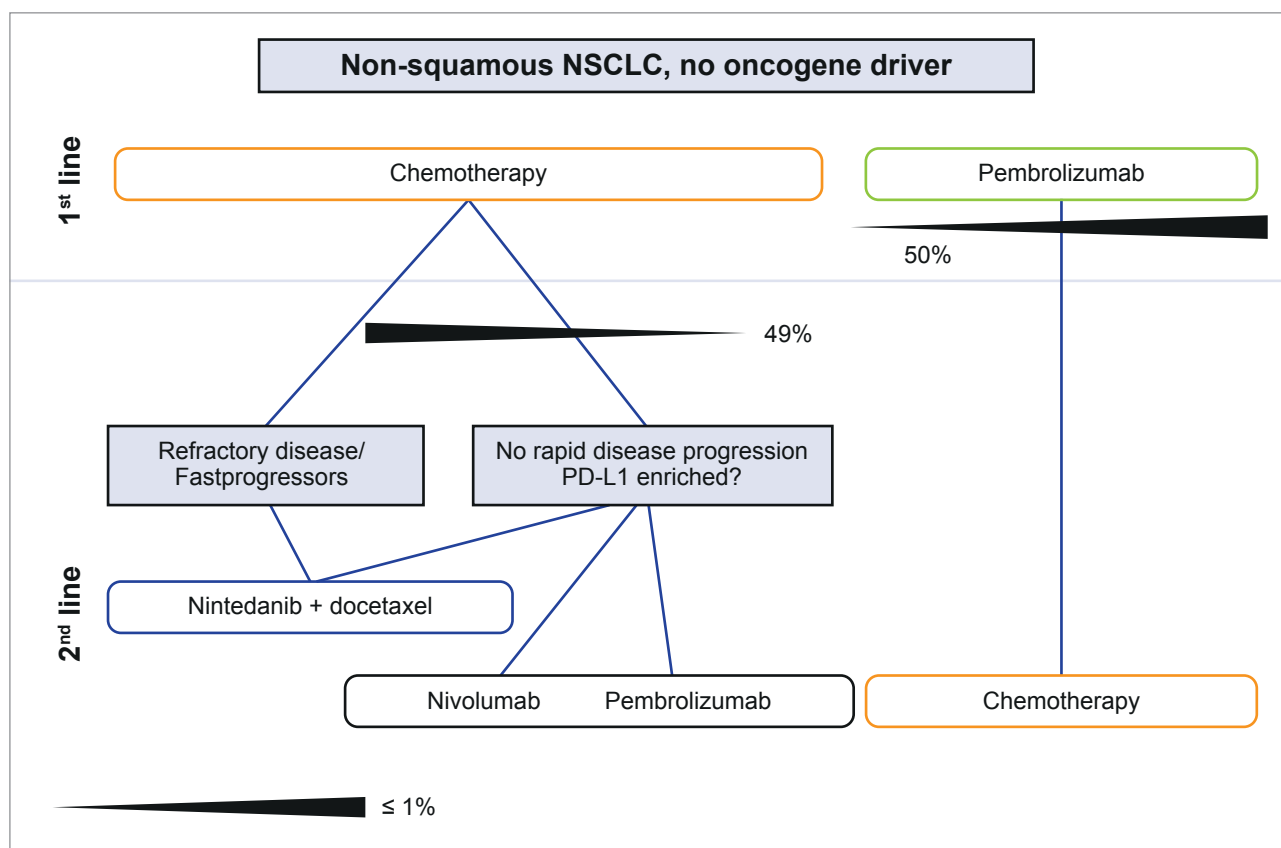 Non-squamous NSCLC, no oncogene driver
1st line
Chemotherapy
Pembrolizumab
50%
49%
Refractory disease/
Fastprogressors
No rapid disease progression
PD-L1 enriched?
2nd line
Nintedanib + docetaxel
Nivolumab Pembrolizumab
Chemotherapy
≤ 1%